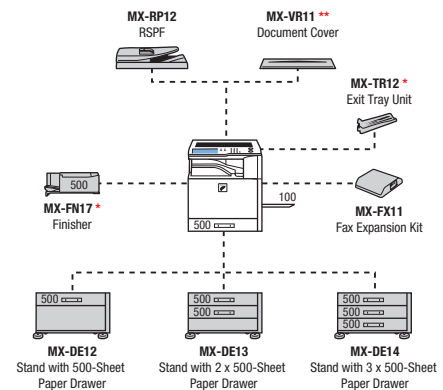 MX-RP12
RSPF
MX-VR11 **
Document Cover
MX-TR12 *
Exit Tray Unit
500
MX-FN17 *
Finisher
100
500
MX-FX11
Fax Expansion Kit
500
MX-DE12
Stand with 500-Sheet
Paper Drawer
500
500
MX-DE13
Stand with 2 x 500-Sheet
Paper Drawer
500
500
500
MX-DE14
Stand with 3 x 500-Sheet
Paper Drawer